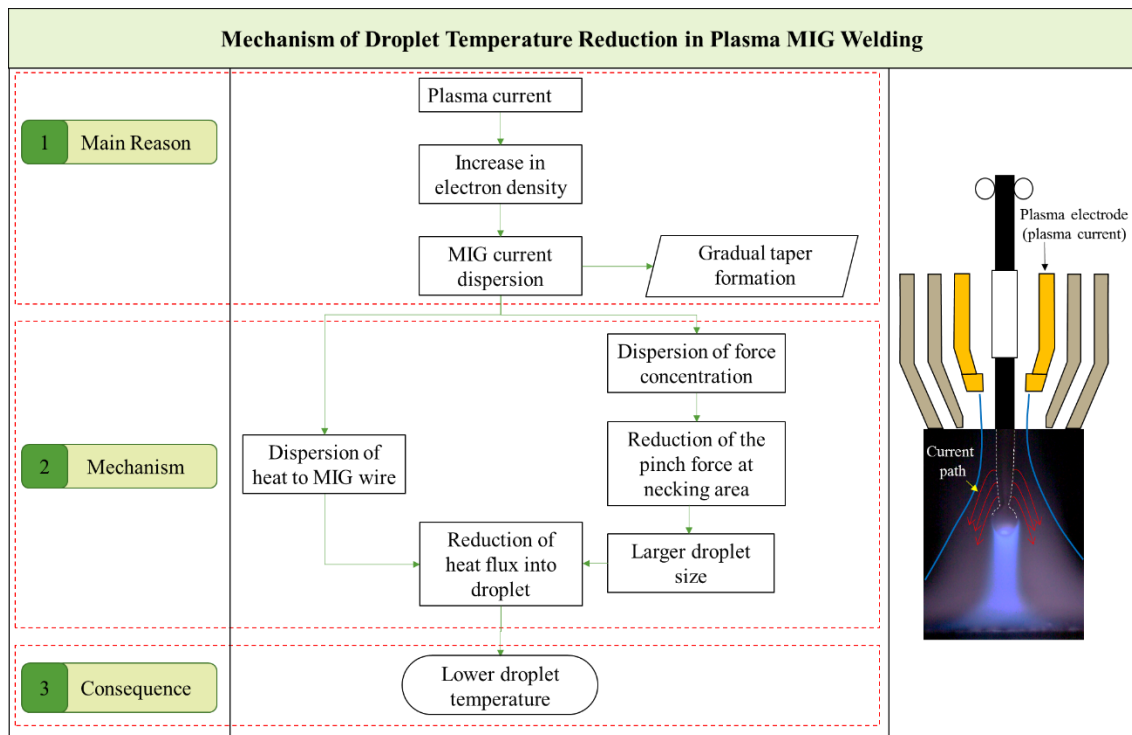 Mechanism of Droplet Temperature Reduction in Plasma MIG Welding
1 Main Reason
Plasma current
Increase in
electron density
MIG current
dispersion
Gradual taper
formation
2 Mechanism
Dispersion of force
concentration
Dispersion of
heat to MIG wire
Reduction of the
pinch force at
necking area
Reduction of
heat flux into
droplet
Larger droplet
size
3 Consequence
Lower droplet
temperature
Plasma electrode
(plasma current)
Current
path